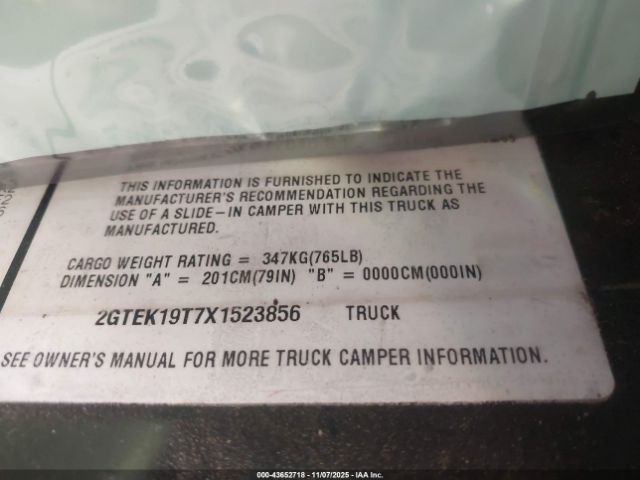 THIS INFORMATION IS FURNISHED TO INDICATE THE
MANUFACTURER'S RECOMMENDATION REGARDING THE
USE OF A SLIDE-IN CAMPER WITH THIS TRUCK AS
MANUFACTURED.
CARGO WEIGHT RATING = 347KG(765LB)
DIMENSION "A" = 201CM(79IN) "B" = 0000CM(000IN)
2GTEK19T7X1523856 TRUCK
SEE OWNER'S MANUAL FOR MORE TRUCK CAMPER INFORMATION.
000-43652718 - 11/07/2025 - IAA Inc.